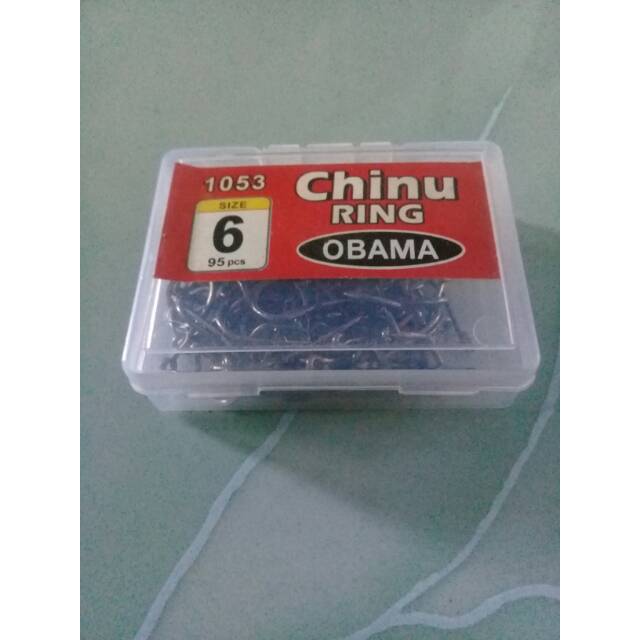 1053
SIZE
6
95 pcs
Chinu
RING
OBAMA